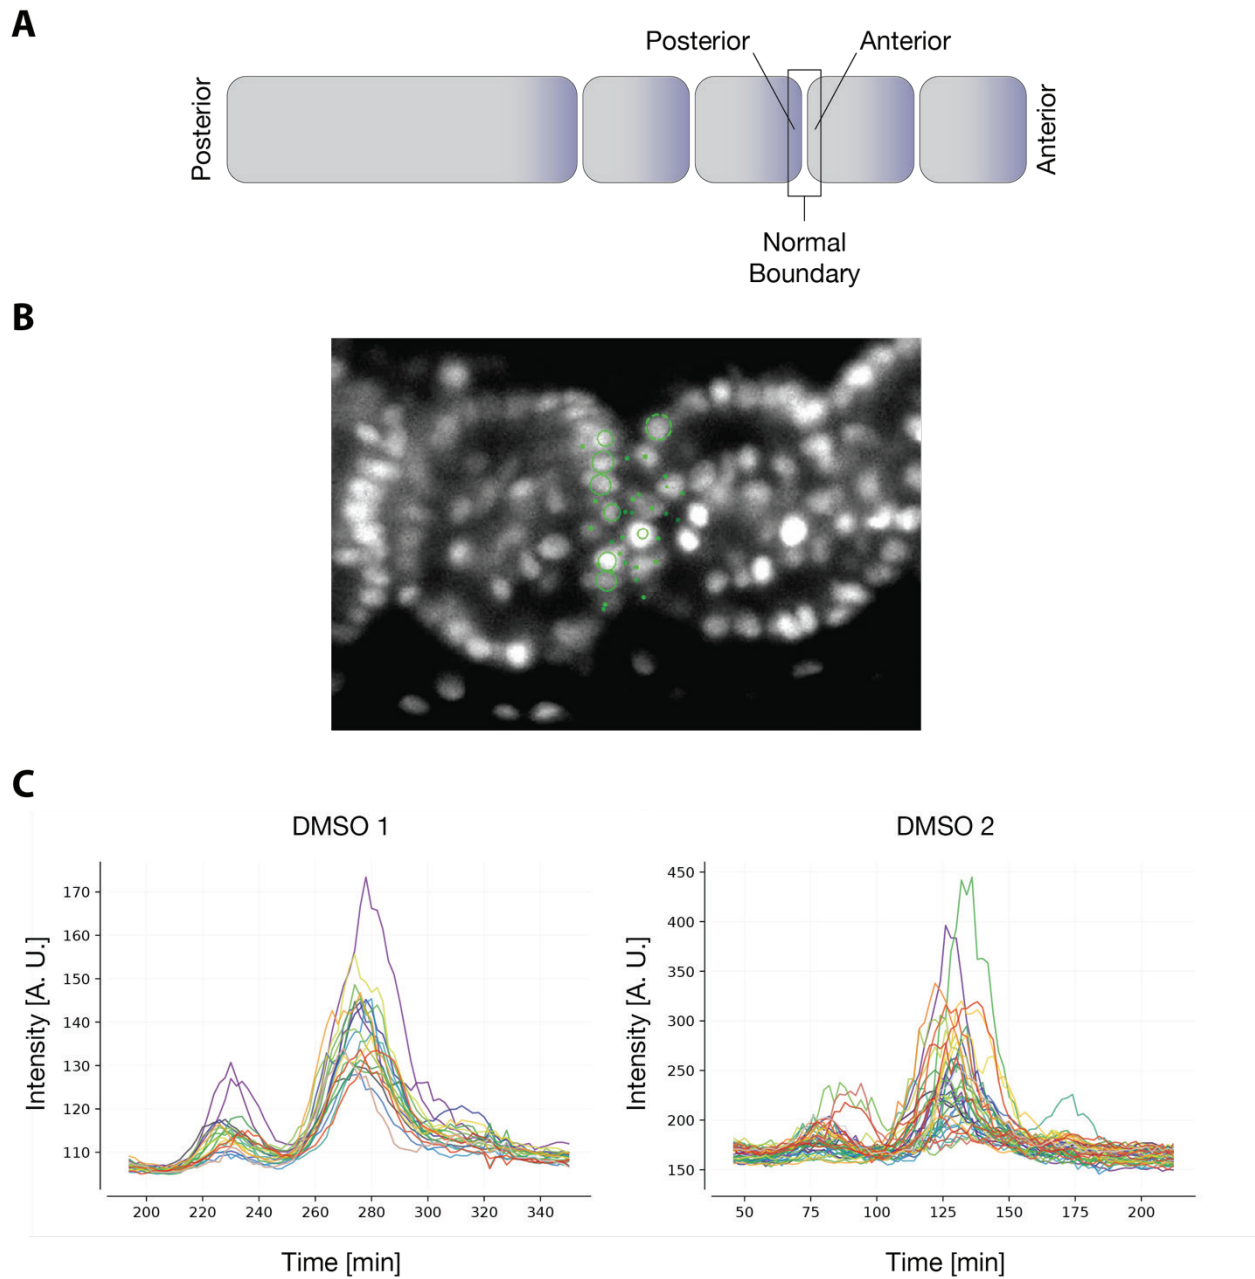 A
Posterior
Anterior
Posterior
Anterior
Normal
Boundary
B
C
DMSO 1
DMSO 2
Intensity [A. U.]
170
160
150
140
130
120
110
200
220
240
260
280
300
320
340
Time [min]
Intensity [A. U.]
450
400
350
300
250
200
150
50
75
100
125
150
175
200
Time [min]